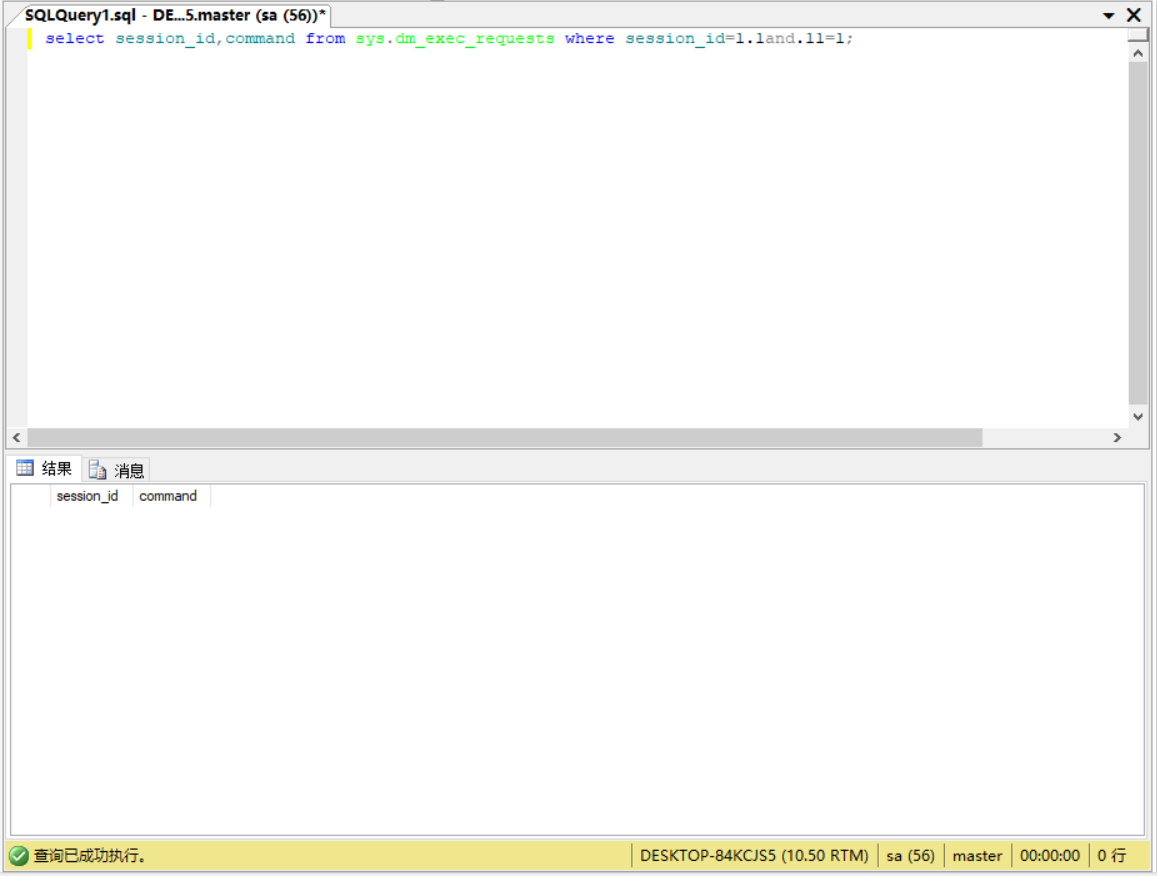 SQLQuery1.sql - DE...5.master (sa (56))*
select session_id,command from sys.dm_exec_requests where session_id=1.1and.11=1;
结果 消息
session_id command
查询已成功执行。 DESKTOP-84KCJS5 (10.50 RTM) sa (56) master 00:00:00 0 行